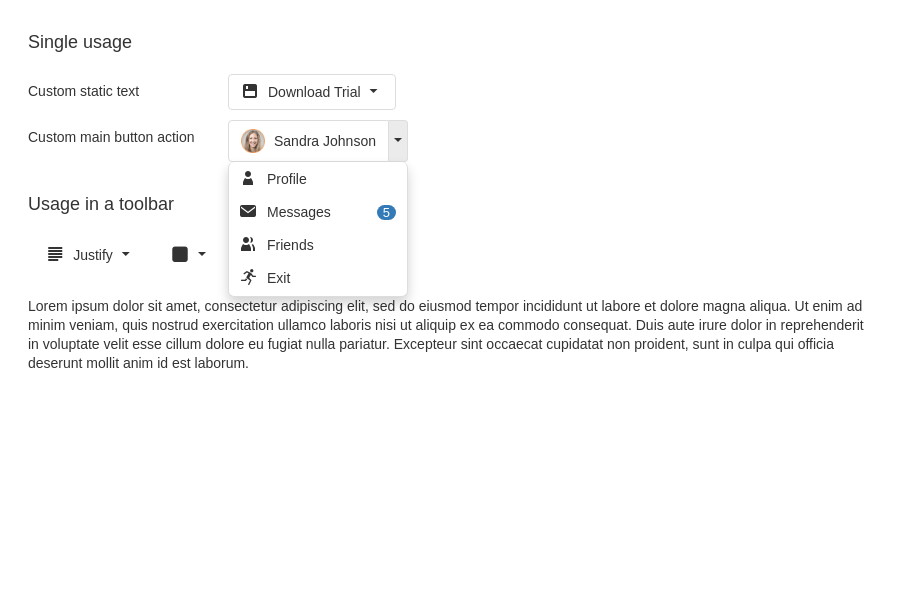 Single usage
Custom static text
Download Trial
Custom main button action
Sandra Johnson
Profile
Messages 5
Friends
Exit
Usage in a toolbar
Justify
Lorem ipsum dolor sit amet, consectetur adipiscing elit, sed do eiusmod tempor incididunt ut labore et dolore magna aliqua. Ut enim ad
minim veniam, quis nostrud exercitation ullamco laboris nisi ut aliquip ex ea commodo consequat. Duis aute irure dolor in reprehenderit
in voluptate velit esse cillum dolore eu fugiat nulla pariatur. Excepteur sint occaecat cupidatat non proident, sunt in culpa qui officia
deserunt mollit anim id est laborum.